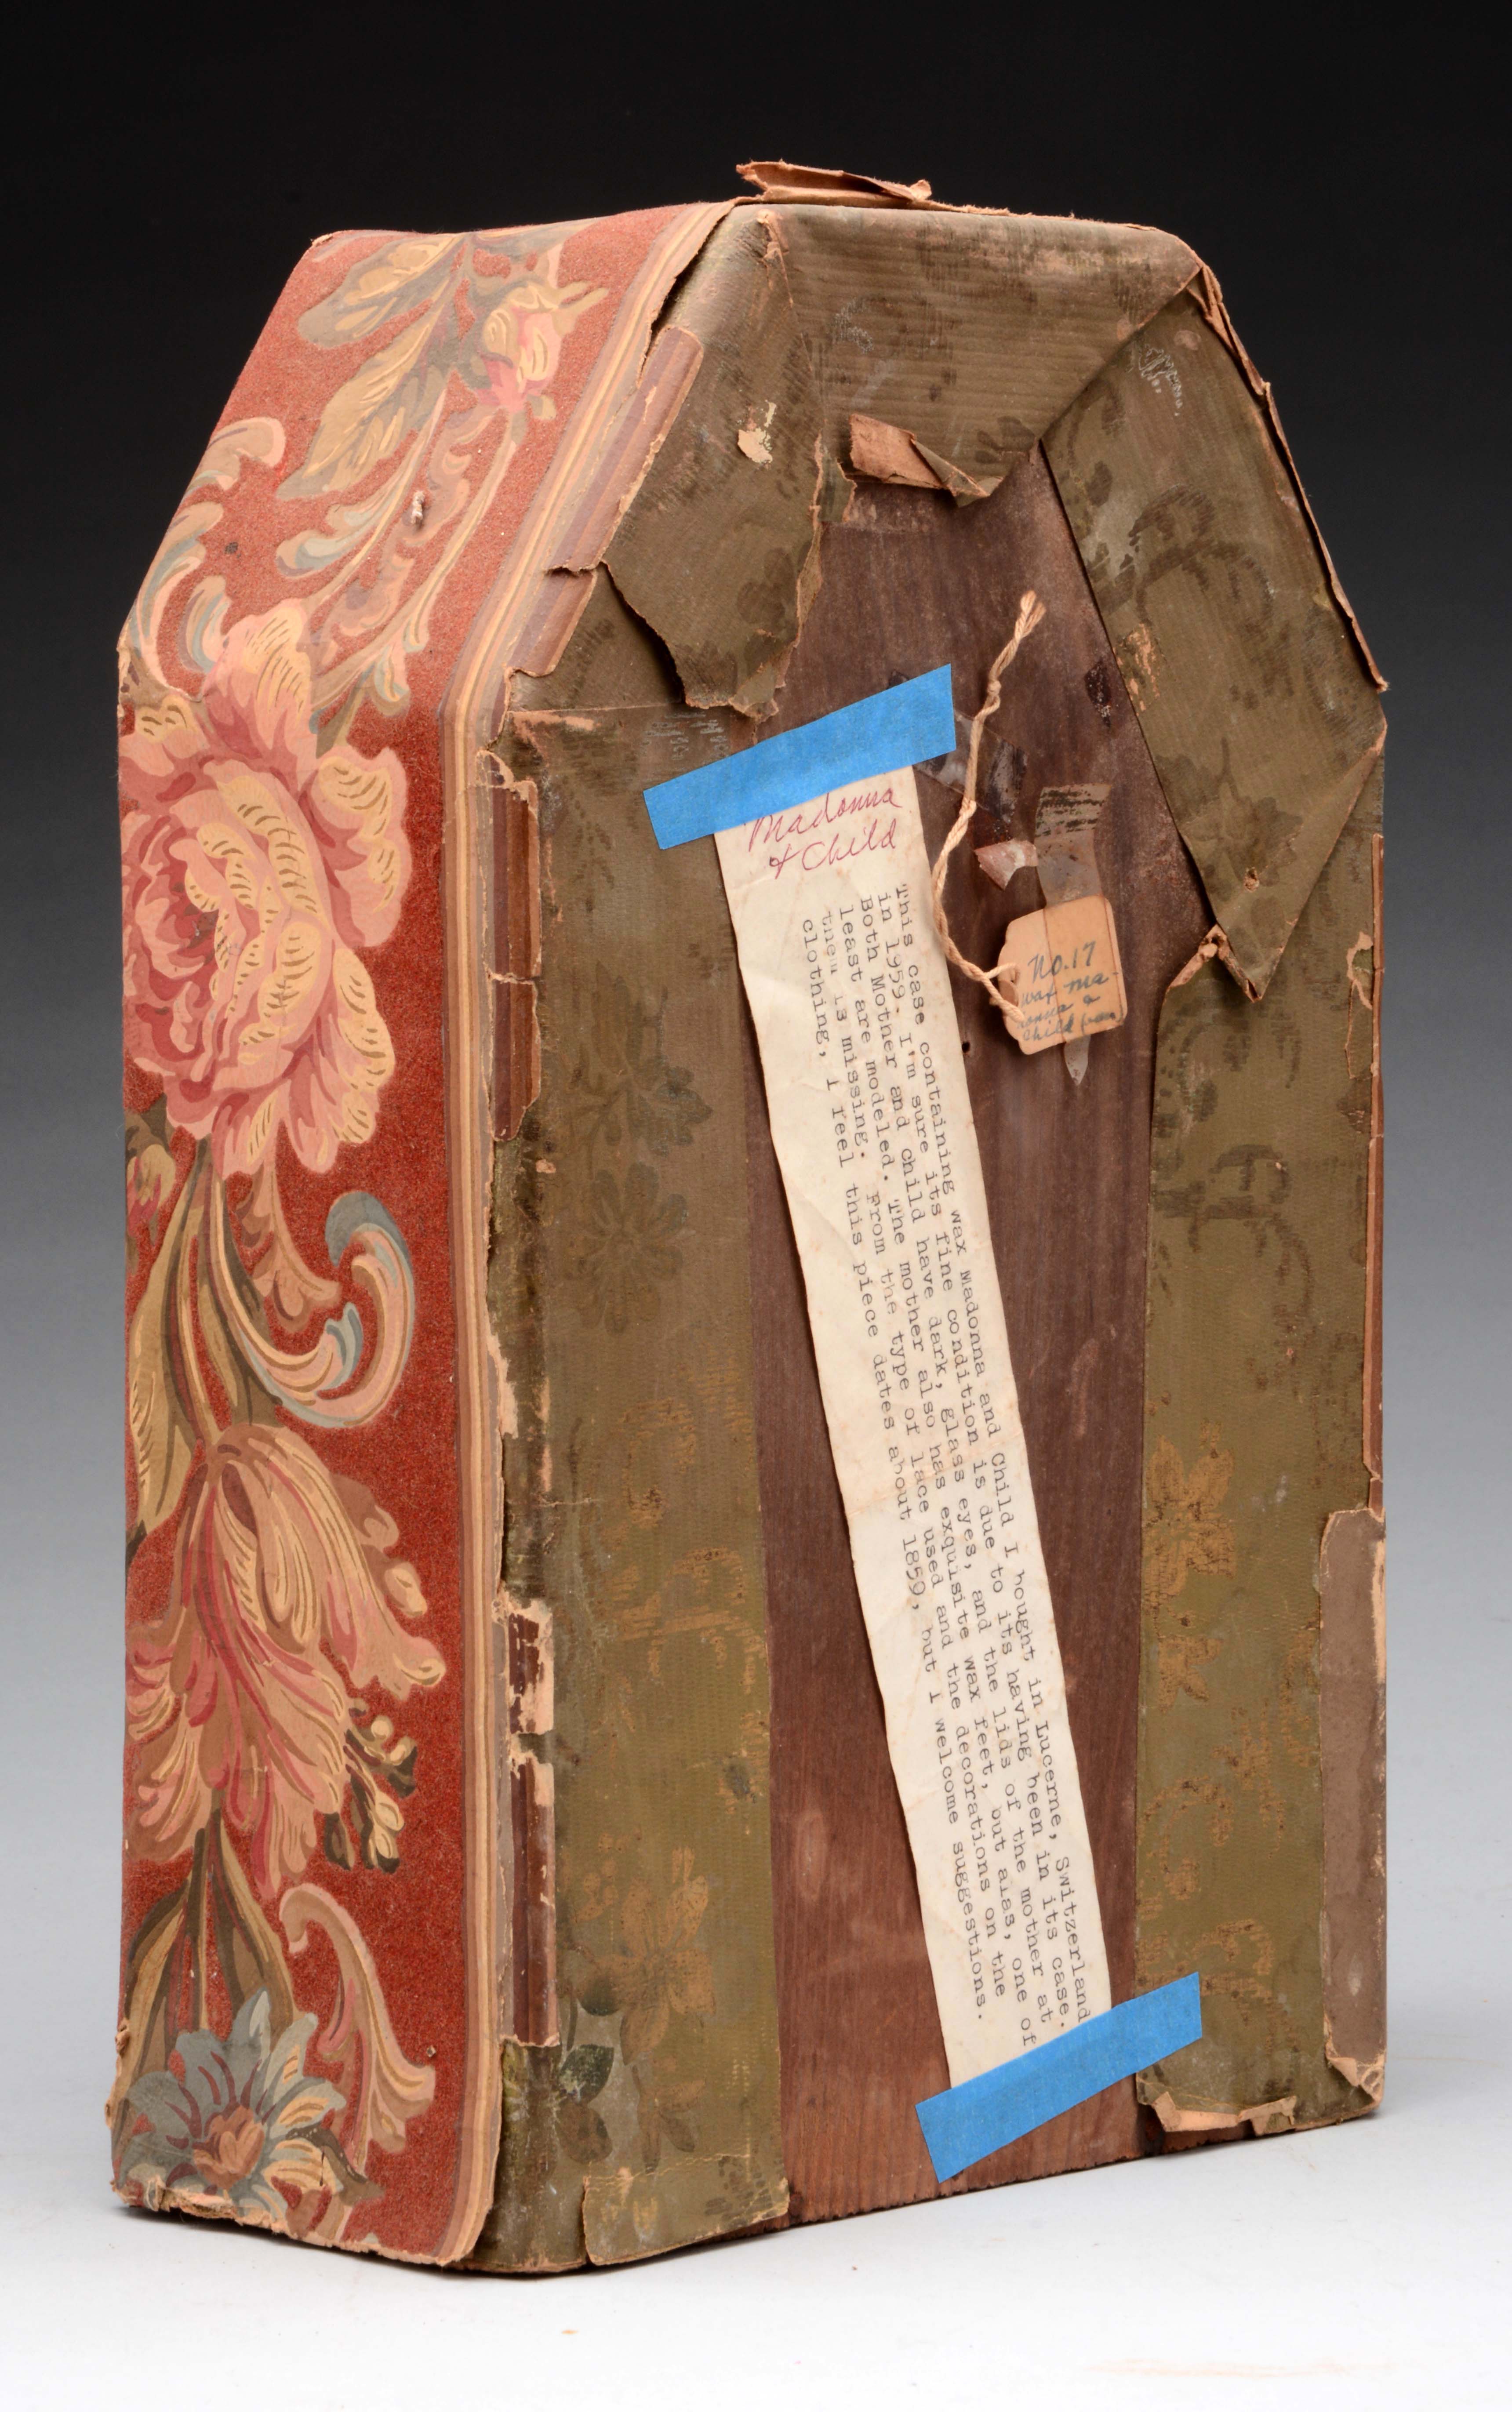 Madonna
& Child
This case containing wax Madonna and Child I bought in Lucerne, Switzerland
in 1959. I'm sure its fine condition is due to its having been in its case.
Both Mother and child have dark, glass eyes, and the lids of the mother at
least are modeled. The mother also has exquisite wax feet, but alas, one of
them is missing. From the type of lace used and the decorations on the
clothing, I feel this piece dates about 1859, but I welcome suggestions.
No. 17
wax ma-
donna &
child from